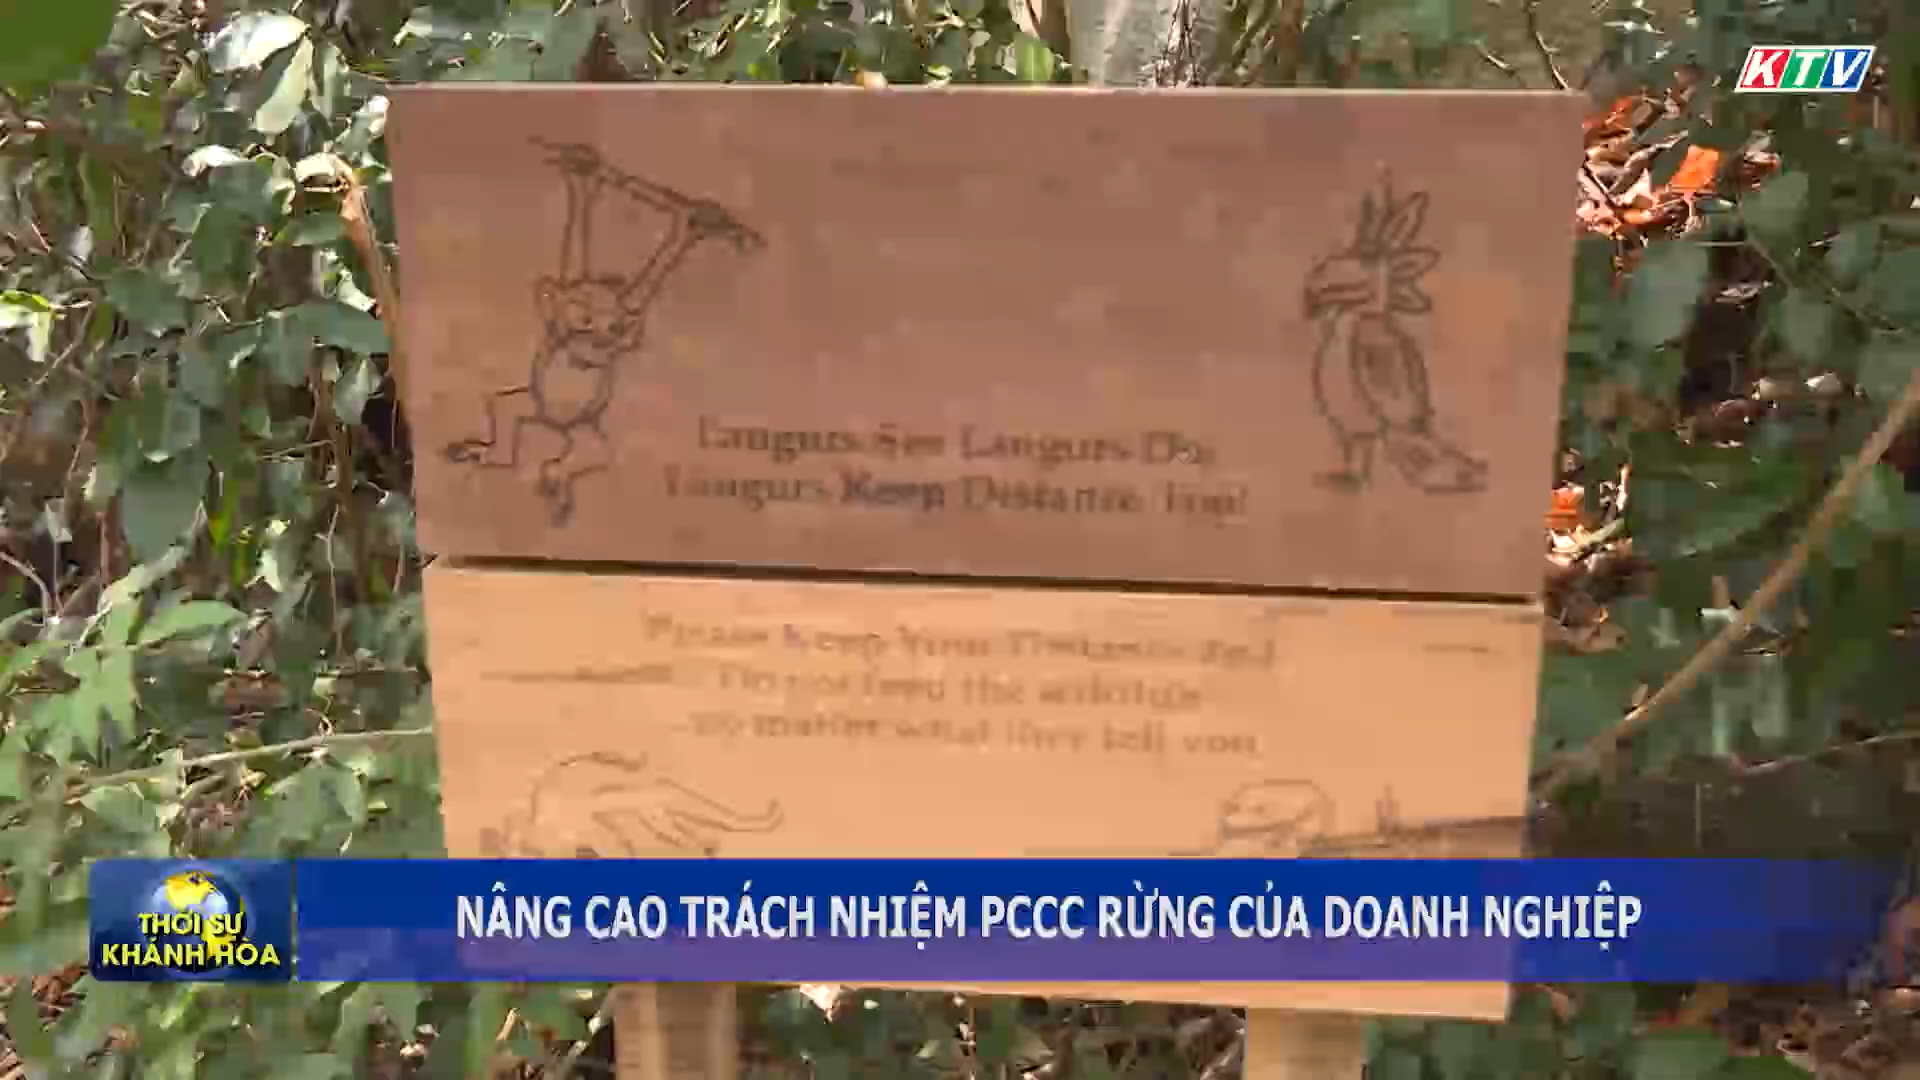 KTV
Langurs See Langurs Do
Langurs Keep Distance Too!
Please Keep Your Distance And
Do not feed the
no matter what they tell you
THỜI SỰ
KHÁNH HÒA
NÂNG CAO TRÁCH NHIỆM PCCC RỪNG CỦA DOANH NGHIỆP